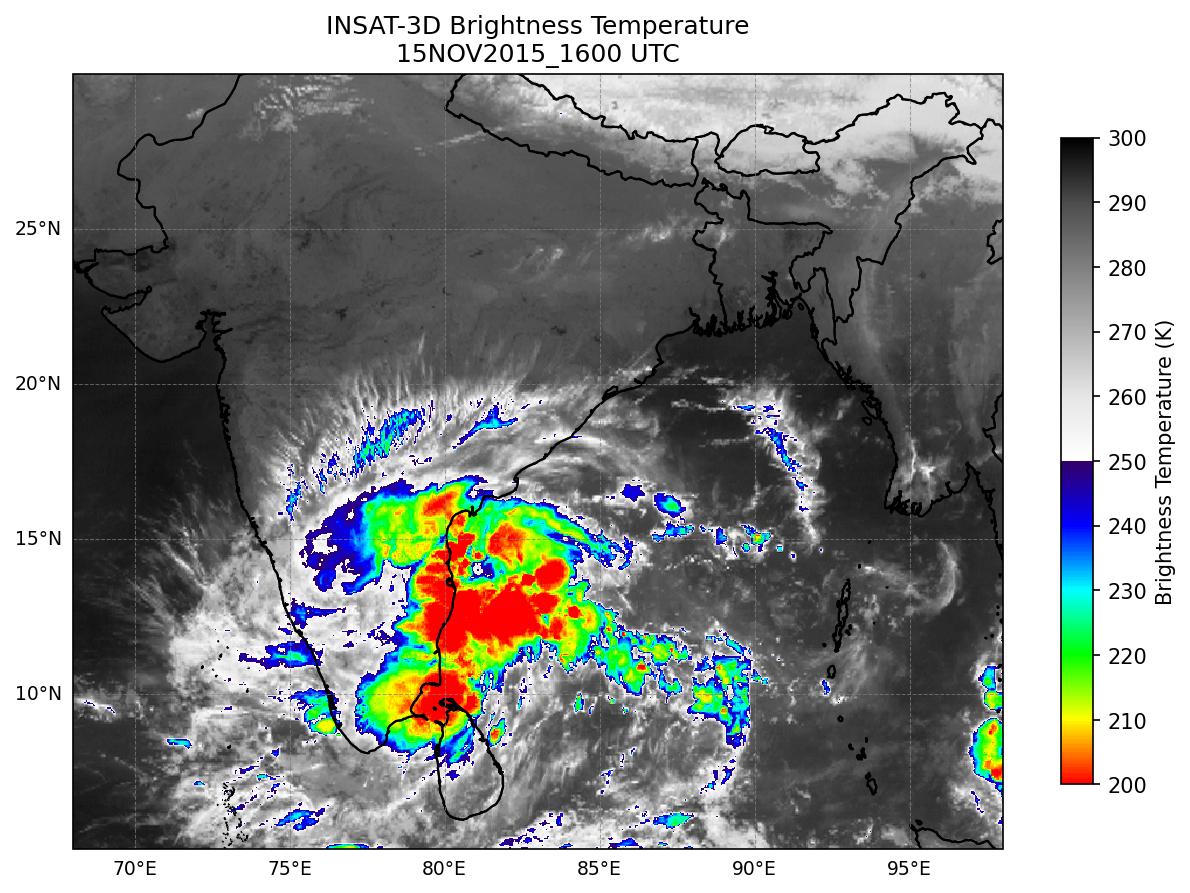 INSAT-3D Brightness Temperature
15NOV2015_1600 UTC
25°N
20°N
15°N
10°N
70°E
75°E
80°E
85°E
90°E
95°E
300
290
280
270
260
250
240
230
220
210
200
Brightness Temperature (K)